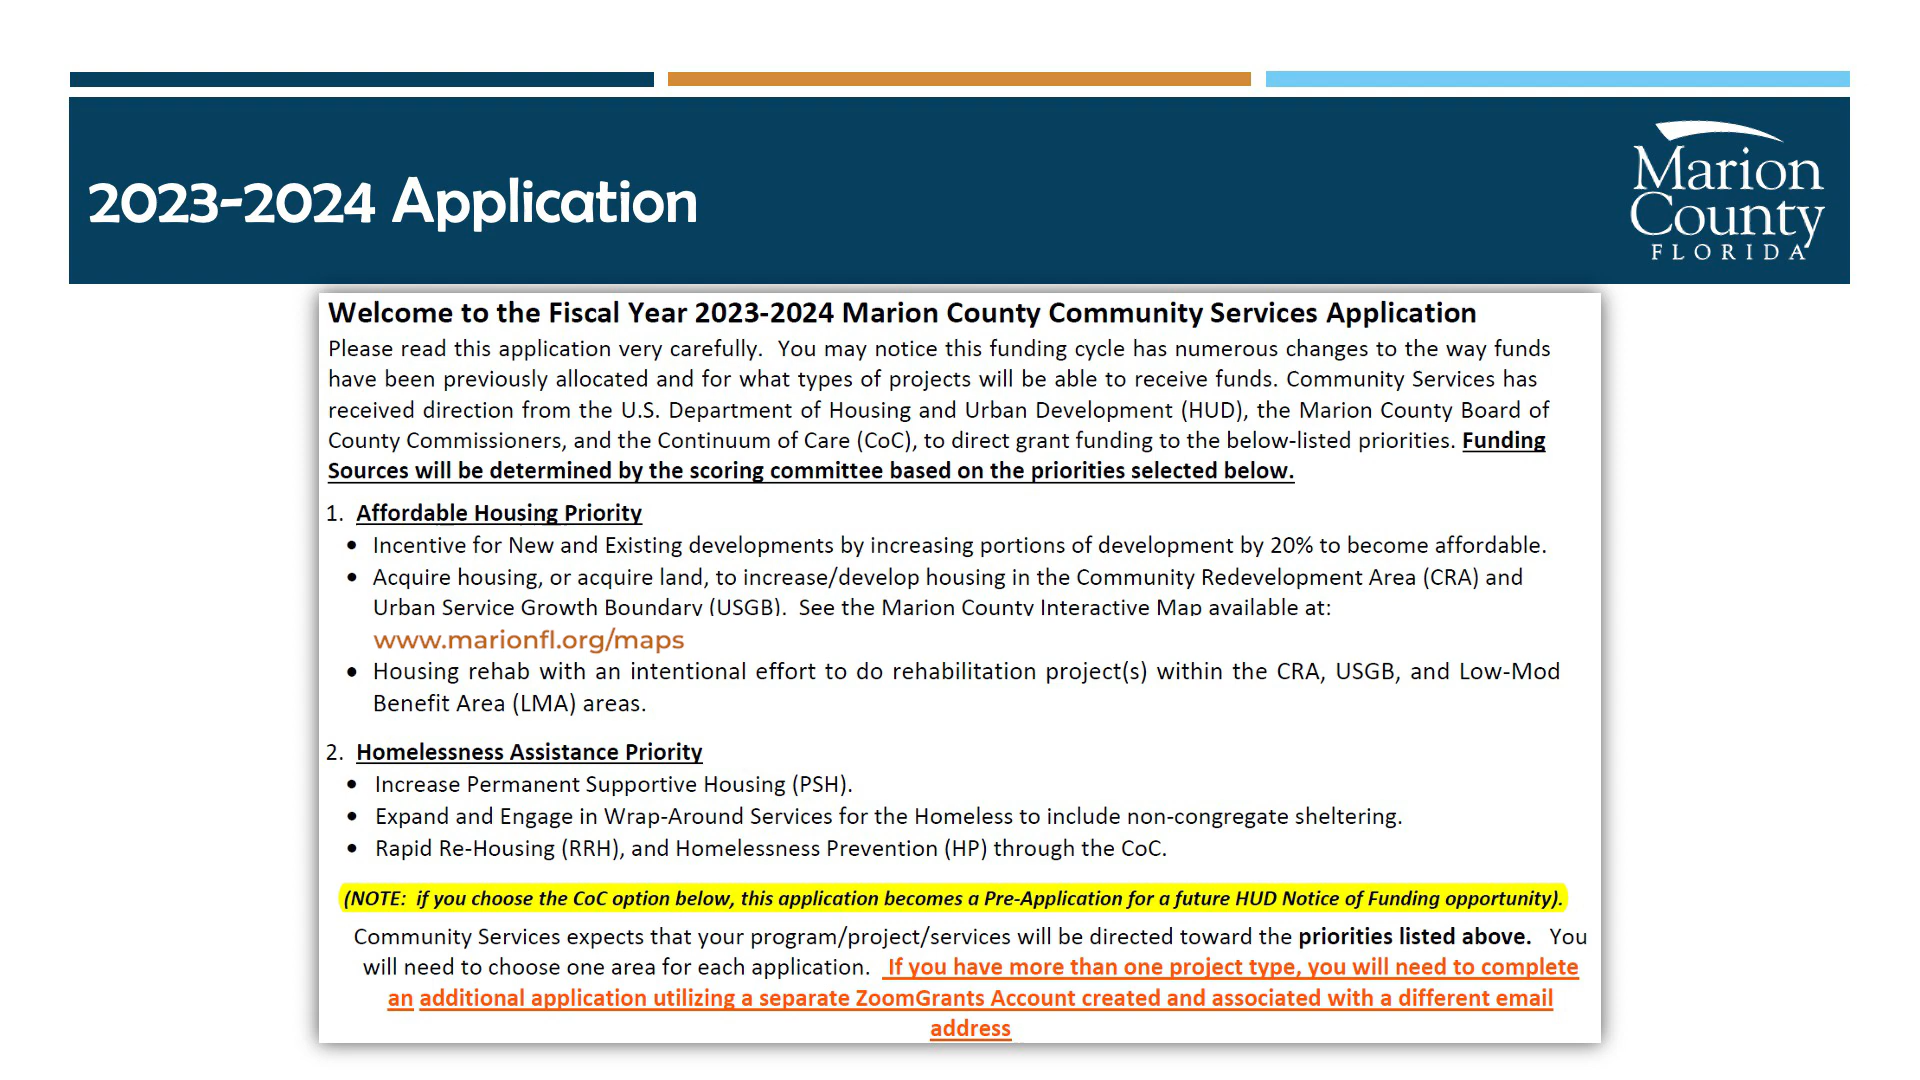 2023-2024 Application
Marion
County
FLORIDA
Welcome to the Fiscal Year 2023-2024 Marion County Community Services Application
Please read this application very carefully. You may notice this funding cycle has numerous changes to the way funds
have been previously allocated and for what types of projects will be able to receive funds. Community Services has
received direction from the U.S. Department of Housing and Urban Development (HUD), the Marion County Board of
County Commissioners, and the Continuum of Care (CoC), to direct grant funding to the below-listed priorities. Funding
Sources will be determined by the scoring committee based on the priorities selected below.
1. Affordable Housing Priority
• Incentive for New and Existing developments by increasing portions of development by 20% to become affordable.
• Acquire housing, or acquire land, to increase/develop housing in the Community Redevelopment Area (CRA) and
Urban Service Growth Boundary (USGB). See the Marion County Interactive Map available at:
www.marionfl.org/maps
• Housing rehab with an intentional effort to do rehabilitation project(s) within the CRA, USGB, and Low-Mod
Benefit Area (LMA) areas.
2. Homelessness Assistance Priority
• Increase Permanent Supportive Housing (PSH).
• Expand and Engage in Wrap-Around Services for the Homeless to include non-congregate sheltering.
• Rapid Re-Housing (RRH), and Homelessness Prevention (HP) through the CoC.
(NOTE: if you choose the CoC option below, this application becomes a Pre-Application for a future HUD Notice of Funding opportunity).
Community Services expects that your program/project/services will be directed toward the priorities listed above. You
will need to choose one area for each application. If you have more than one project type, you will need to complete
an additional application utilizing a separate ZoomGrants Account created and associated with a different email
address